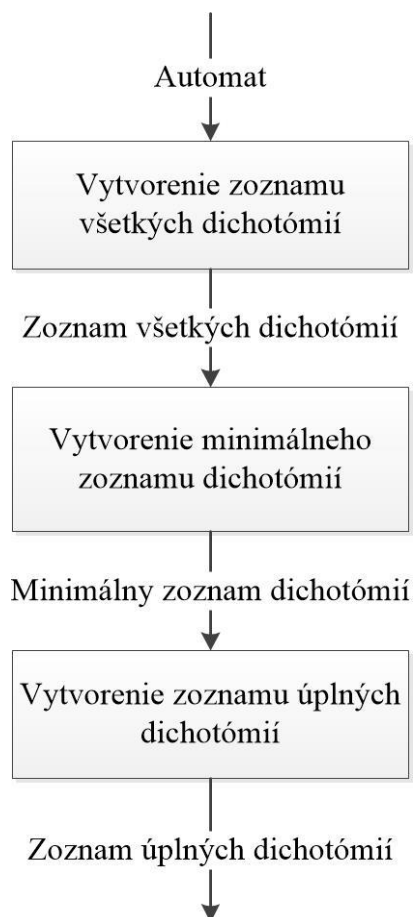 Automat
Vytvorenie zoznamu
všetkých dichotómií
Zoznam všetkých dichotómií
Vytvorenie minimálneho
zoznamu dichotómií
Minimálny zoznam dichotómií
Vytvorenie zoznamu úplných
dichotómií
Zoznam úplných dichotómií